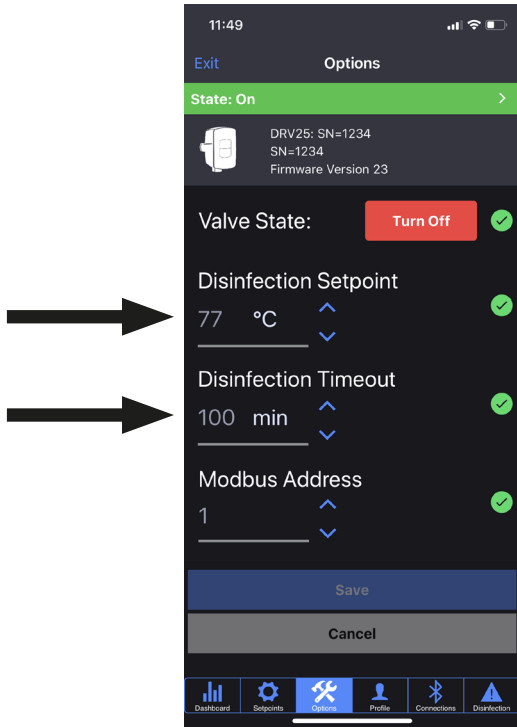 11:49
Exit
Options
State: On
DRV25: SN=1234
SN=1234
Firmware Version 23
Valve State:
Turn Off
Disinfection Setpoint
77 °C
Disinfection Timeout
100 min
Modbus Address
1
Save
Cancel
Dashboard
Setpoints
Options
Profile
Connections
Disinfection